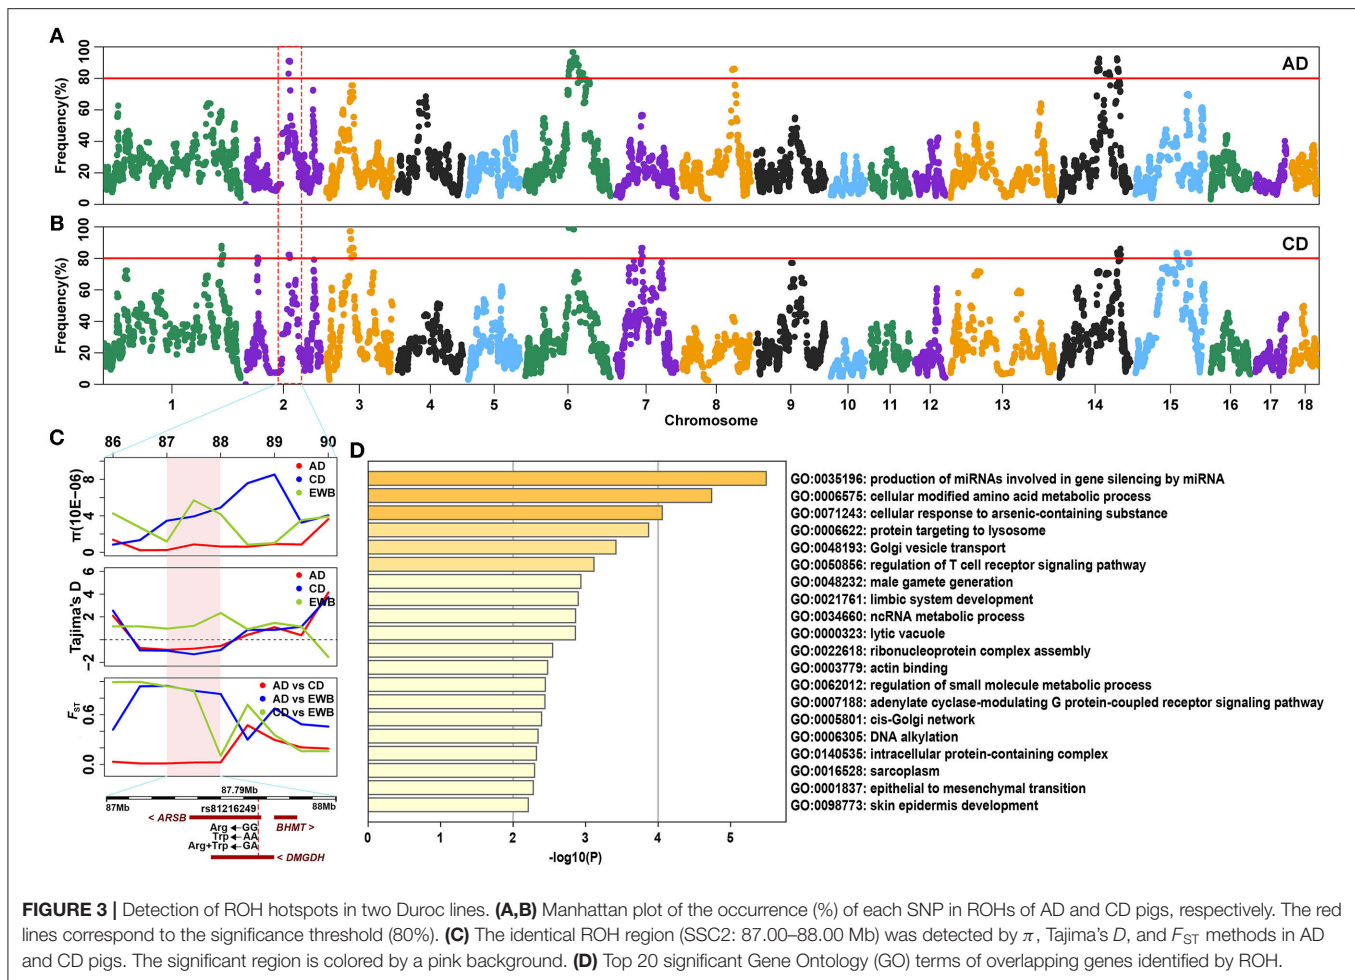 A
AD
Frequency(%)
0 20 40 60 80 100
B
CD
Frequency(%)
0 20 40 60 80 100
1 2 3 4 5 6 7 8 9 10 11 12 13 14 15 16 17 18
Chromosome
C
86 87 88 89 90
π(10E−06)
0 4 8
AD
CD
EWB
Tajima's D
−2 2 4 6
AD
CD
EWB
FST
0.0 0.6
AD vs CD
AD vs EWB
CD vs EWB
87.79Mb
87Mb 88Mb
rs81216249
< ARSB
BHMT >
Arg ←GG
Trp ←AA
Arg+Trp ←GA
< DMGDH
D
GO:0035196: production of miRNAs involved in gene silencing by miRNA
GO:0006575: cellular modified amino acid metabolic process
GO:0071243: cellular response to arsenic-containing substance
GO:0006622: protein targeting to lysosome
GO:0048193: Golgi vesicle transport
GO:0050856: regulation of T cell receptor signaling pathway
GO:0048232: male gamete generation
GO:0021761: limbic system development
GO:0034660: ncRNA metabolic process
GO:0000323: lytic vacuole
GO:0022618: ribonucleoprotein complex assembly
GO:0003779: actin binding
GO:0062012: regulation of small molecule metabolic process
GO:0007188: adenylate cyclase-modulating G protein-coupled receptor signaling pathway
GO:0005801: cis-Golgi network
GO:0006305: DNA alkylation
GO:0140535: intracellular protein-containing complex
GO:0016528: sarcoplasm
GO:0001837: epithelial to mesenchymal transition
GO:0098773: skin epidermis development
0 1 2 3 4 5
-log10(P)
FIGURE 3 | Detection of ROH hotspots in two Duroc lines. (A,B) Manhattan plot of the occurrence (%) of each SNP in ROHs of AD and CD pigs, respectively. The red
lines correspond to the significance threshold (80%). (C) The identical ROH region (SSC2: 87.00–88.00 Mb) was detected by π, Tajima's D, and FST methods in AD
and CD pigs. The significant region is colored by a pink background. (D) Top 20 significant Gene Ontology (GO) terms of overlapping genes identified by ROH.